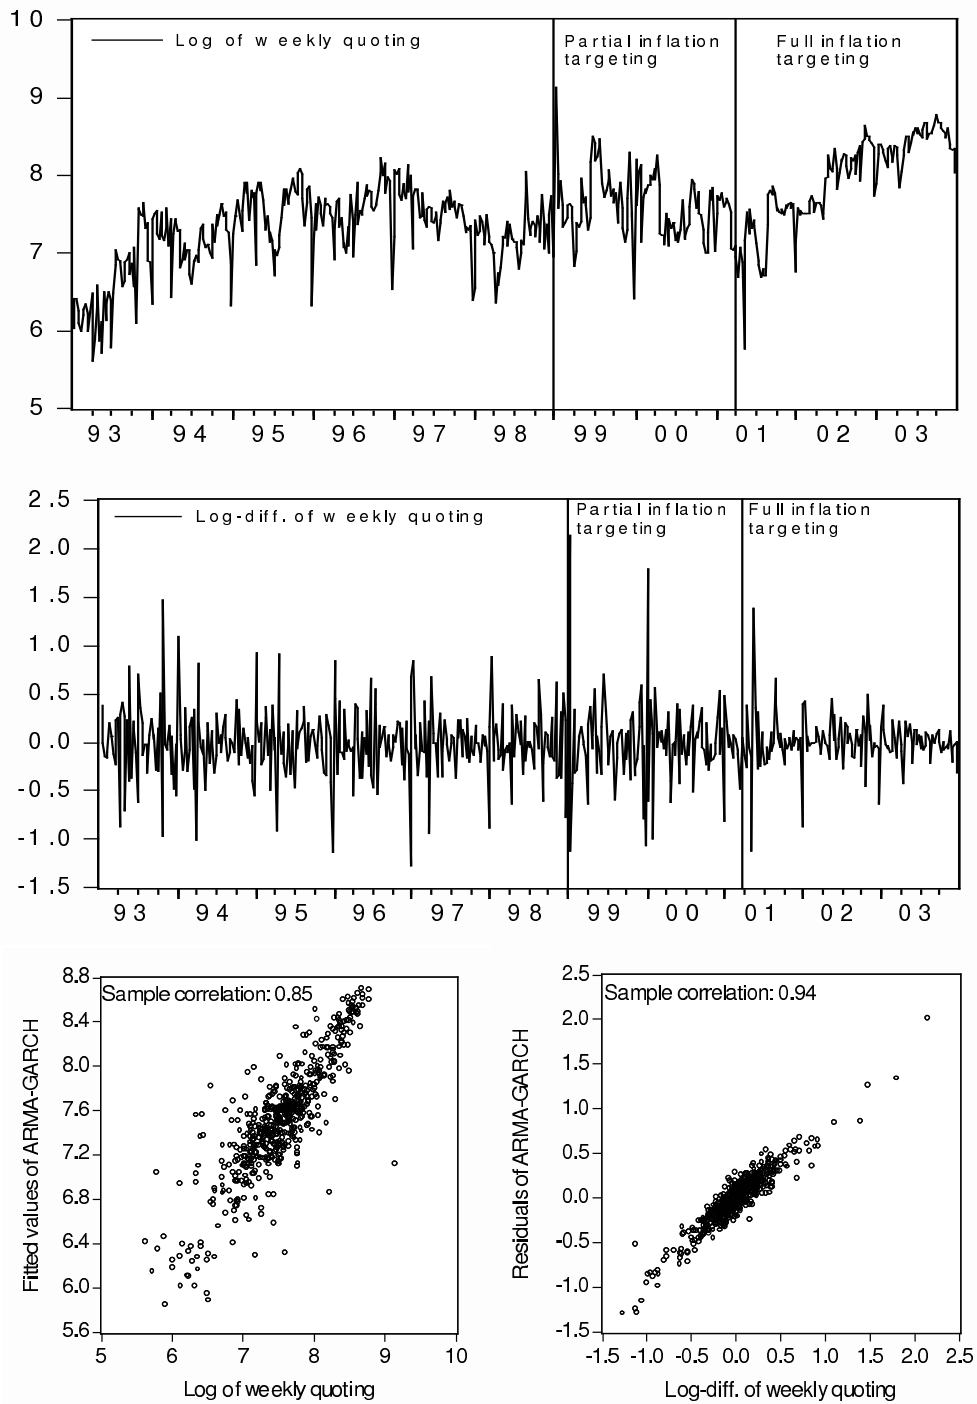 10
Log of weekly quoting
Partial inflation
targeting
Full inflation
targeting
9
8
7
6
5
93 94 95 96 97 98 99 00 01 02 03
2.5
Log-diff. of weekly quoting
Partial inflation
targeting
Full inflation
targeting
2.0
1.5
1.0
0.5
0.0
-0.5
-1.0
-1.5
93 94 95 96 97 98 99 00 01 02 03
Sample correlation: 0.85
Fitted values of ARMA-GARCH
8.8
8.4
8.0
7.6
7.2
6.8
6.4
6.0
5.6
5 6 7 8 9 10
Log of weekly quoting
Sample correlation: 0.94
Residuals of ARMA-GARCH
2.5
2.0
1.5
1.0
0.5
0.0
-0.5
-1.0
-1.5
-1.5 -1.0 -0.5 0.0 0.5 1.0 1.5 2.0 2.5
Log-diff. of weekly quoting